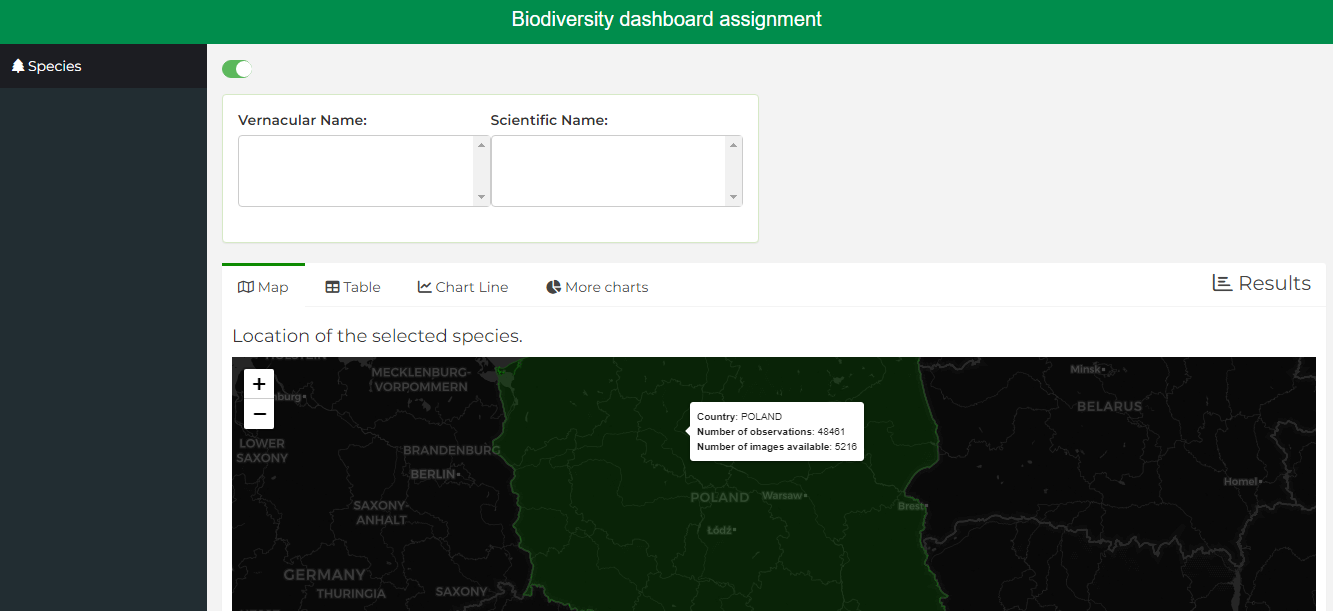 Biodiversity dashboard assignment
Species
Vernacular Name:
Scientific Name:
Map
Table
Chart Line
More charts
Results
Location of the selected species.
+
−
MECKLENBURG-
VORPOMMERN
LOWER
SAXONY
BRANDENBURG
BERLIN
SAXONY-
ANHALT
GERMANY
THURINGIA
SAXONY
Country: POLAND
Number of observations: 48461
Number of images available: 5216
POLAND
Warsaw
Łódź
Brest
Minsk
BELARUS
Homel